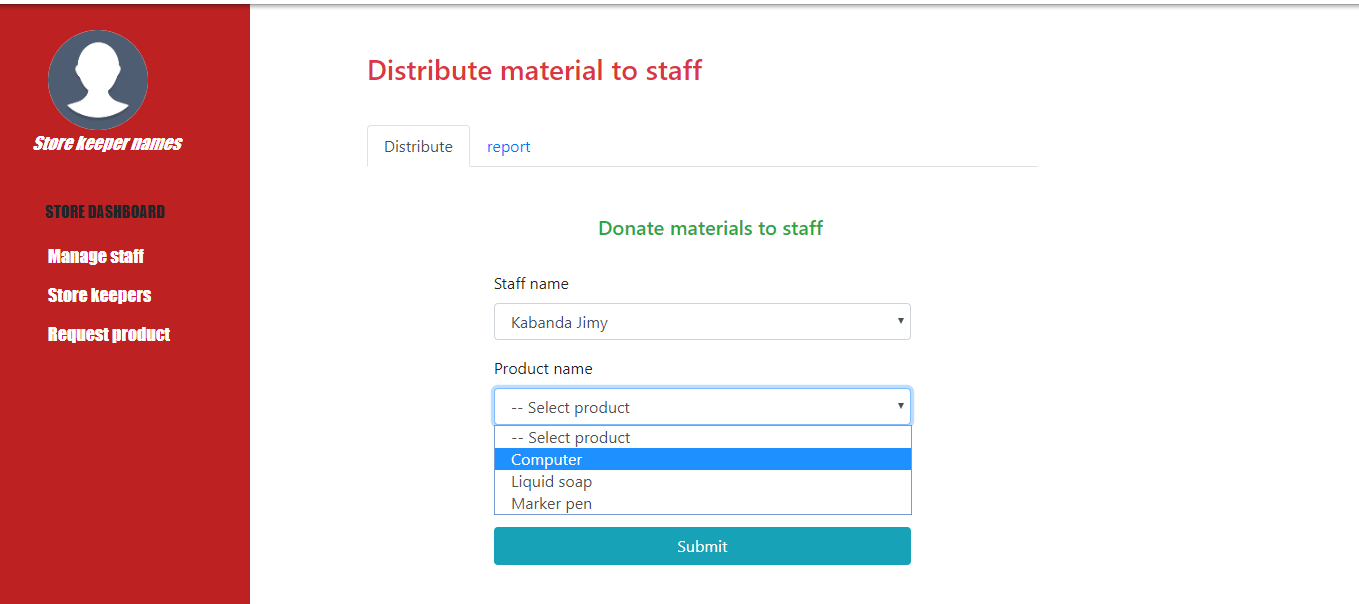 Store keeper names
STORE DASHBOARD
Manage staff
Store keepers
Request product
Distribute material to staff
Distribute report
Donate materials to staff
Staff name
Kabanda Jimy
Product name
-- Select product
-- Select product
Computer
Liquid soap
Marker pen
Submit